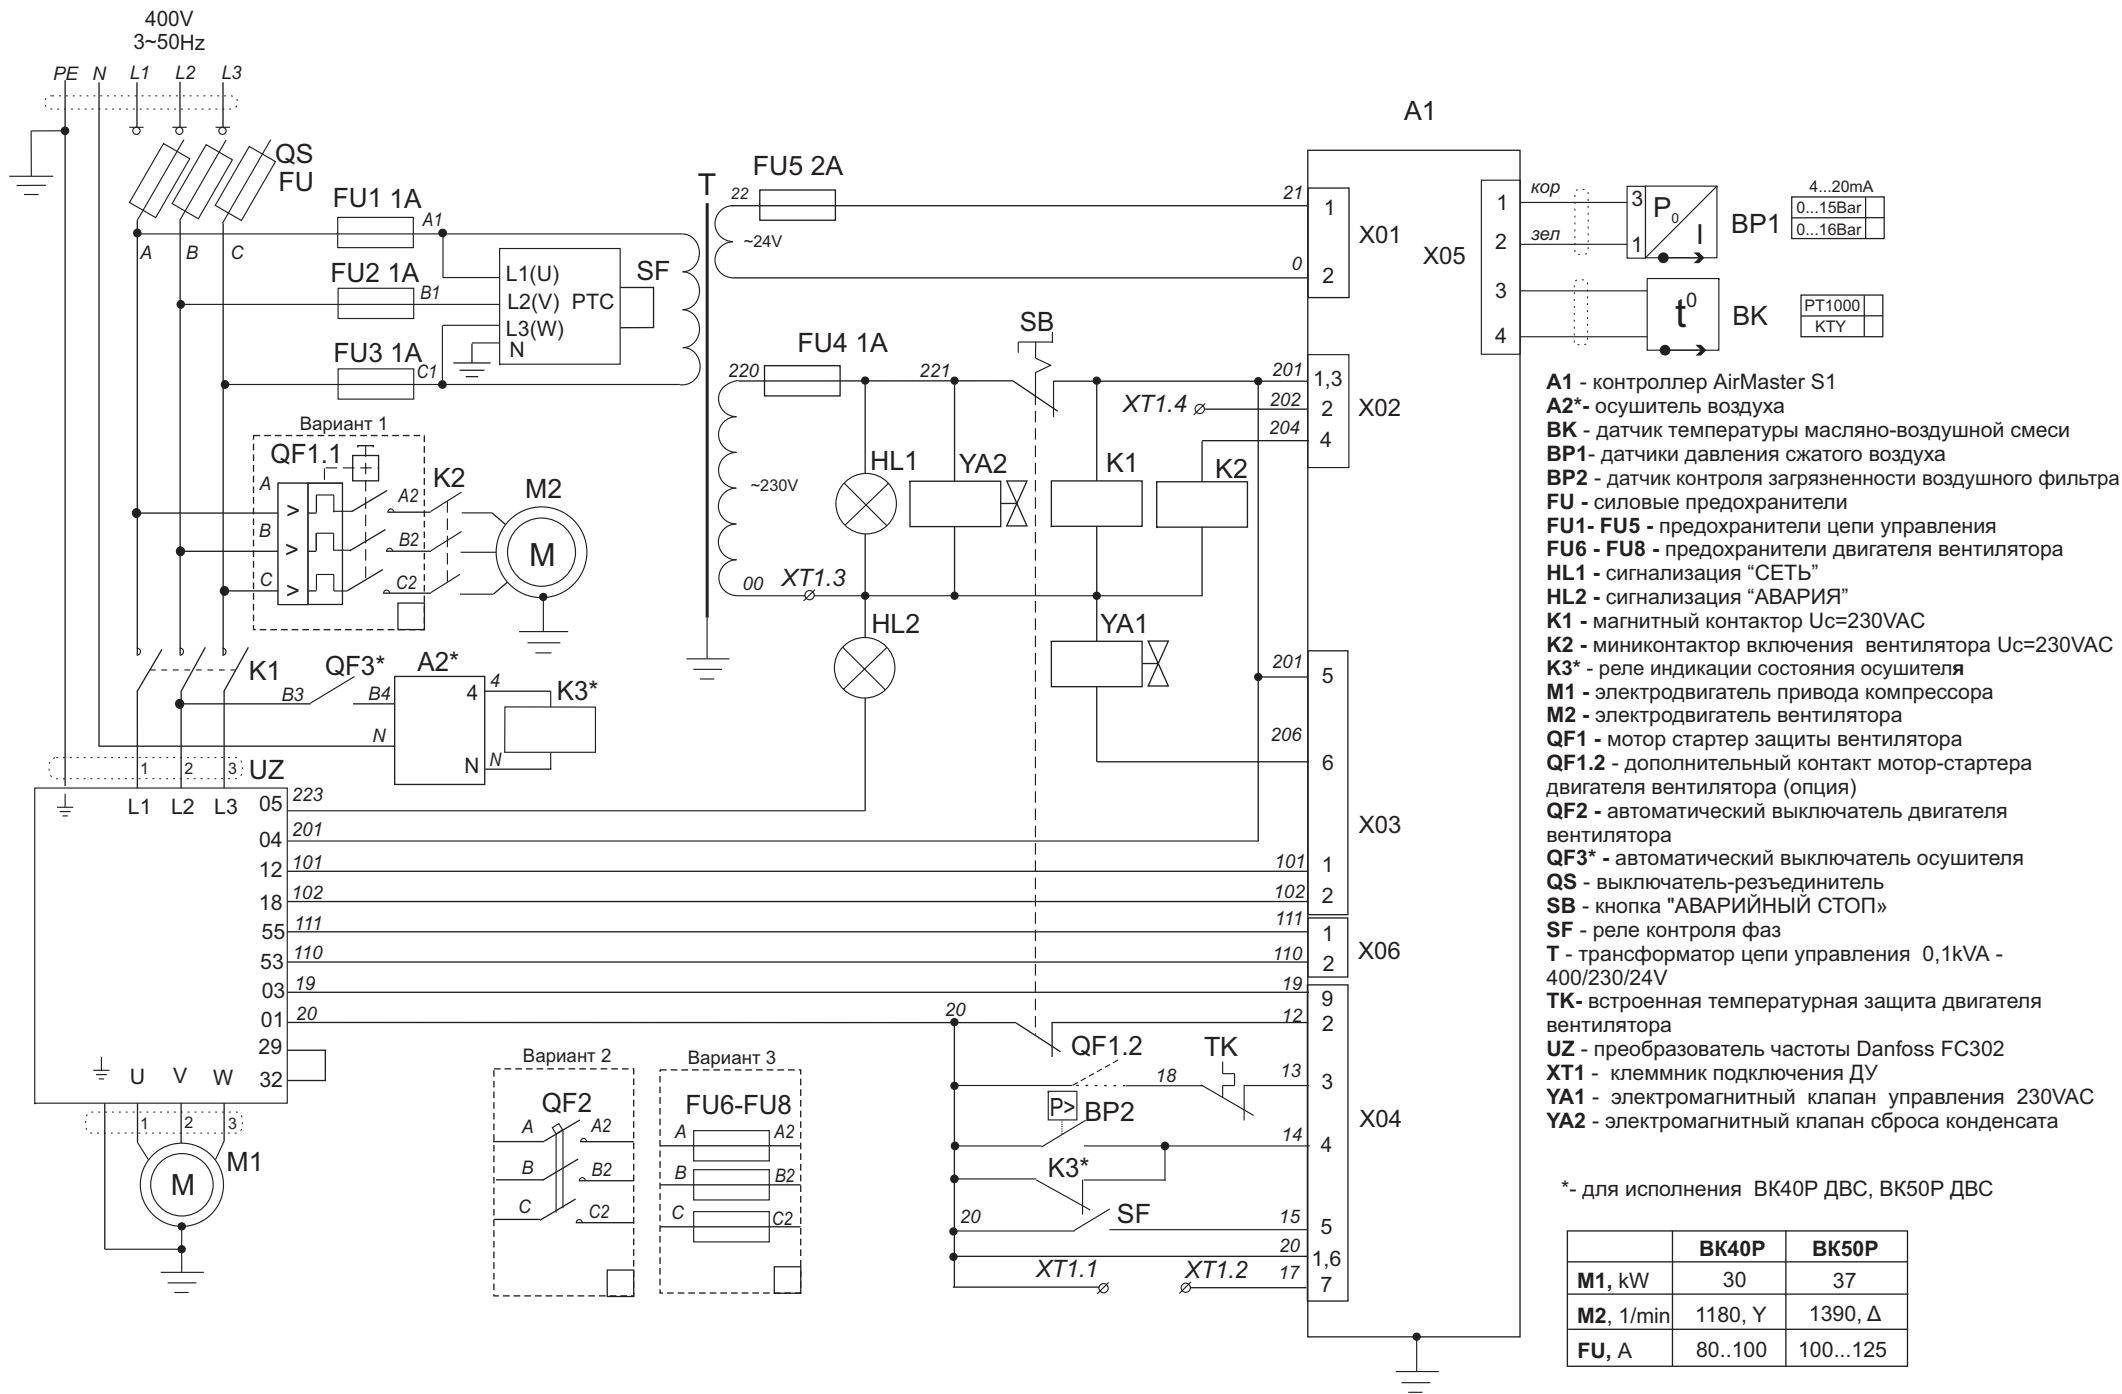 400V
3~50Hz
PE N L1 L2 L3
QS
FU
A B C
FU1 1A A1
FU2 1A B1
FU3 1A C1
L1(U)
L2(V) PTC
L3(W)
N
SF
T
22
FU5 2A
~24V
21
0
220
FU4 1A
221
SB
~230V
00 XT1.3
HL1
YA2
K1
K2
HL2
YA1
XT1.4
201
202
204
201
206
A1
1
2
X01
1,3
2
4
X02
5
6
X03
1
2
1
2
X06
9
2
3
4
5
1,6
7
X04
X05
1
2
3
4
кор
зел
3
1
P0
I
BP1
4...20mA
0...15Bar
0...16Bar
t0
BK
PT1000
KTY
Вариант 1
QF1.1
A
B
C
>
>
>
A2
B2
C2
K2
M2
M
K1
QF3*
B3 B4
N
A2*
4
N
4
N
K3*
1 2 3
UZ
L1 L2 L3
05 223
04 201
12 101
18 102
55 111
53 110
03 19
01 20
29
32
101
102
111
110
19
12
13
14
15
20
17
U V W
1 2 3
M
M1
Вариант 2
QF2
A A2
B B2
C C2
Вариант 3
FU6-FU8
A A2
B B2
C C2
20
QF1.2
18
TK
P> BP2
K3*
20
SF
XT1.1 XT1.2
A1 - контроллер AirMaster S1
A2*- осушитель воздуха
BK - датчик температуры масляно-воздушной смеси
BP1- датчики давления сжатого воздуха
BP2 - датчик контроля загрязненности воздушного фильтра
FU - силовые предохранители
FU1- FU5 - предохранители цепи управления
FU6 - FU8 - предохранители двигателя вентилятора
HL1 - сигнализация “СЕТЬ”
HL2 - сигнализация “АВАРИЯ”
K1 - магнитный контактор Uc=230VAC
K2 - миниконтактор включения вентилятора Uc=230VAC
K3* - реле индикации состояния осушителя
M1 - электродвигатель привода компрессора
M2 - электродвигатель вентилятора
QF1 - мотор стартер защиты вентилятора
QF1.2 - дополнительный контакт мотор-стартера
двигателя вентилятора (опция)
QF2 - автоматический выключатель двигателя
вентилятора
QF3* - автоматический выключатель осушителя
QS - выключатель-резъединитель
SB - кнопка "АВАРИЙНЫЙ СТОП»
SF - реле контроля фаз
T - трансформатор цепи управления 0,1kVA -
400/230/24V
TK- встроенная температурная защита двигателя
вентилятора
UZ - преобразователь частоты Danfoss FC302
XT1 - клеммник подключения ДУ
YA1 - электромагнитный клапан управления 230VAC
YA2 - электромагнитный клапан сброса конденсата
*- для исполнения ВК40Р ДВС, ВК50Р ДВС
ВК40Р ВК50Р
M1, kW 30 37
M2, 1/min 1180, Y 1390, Δ
FU, A 80..100 100...125